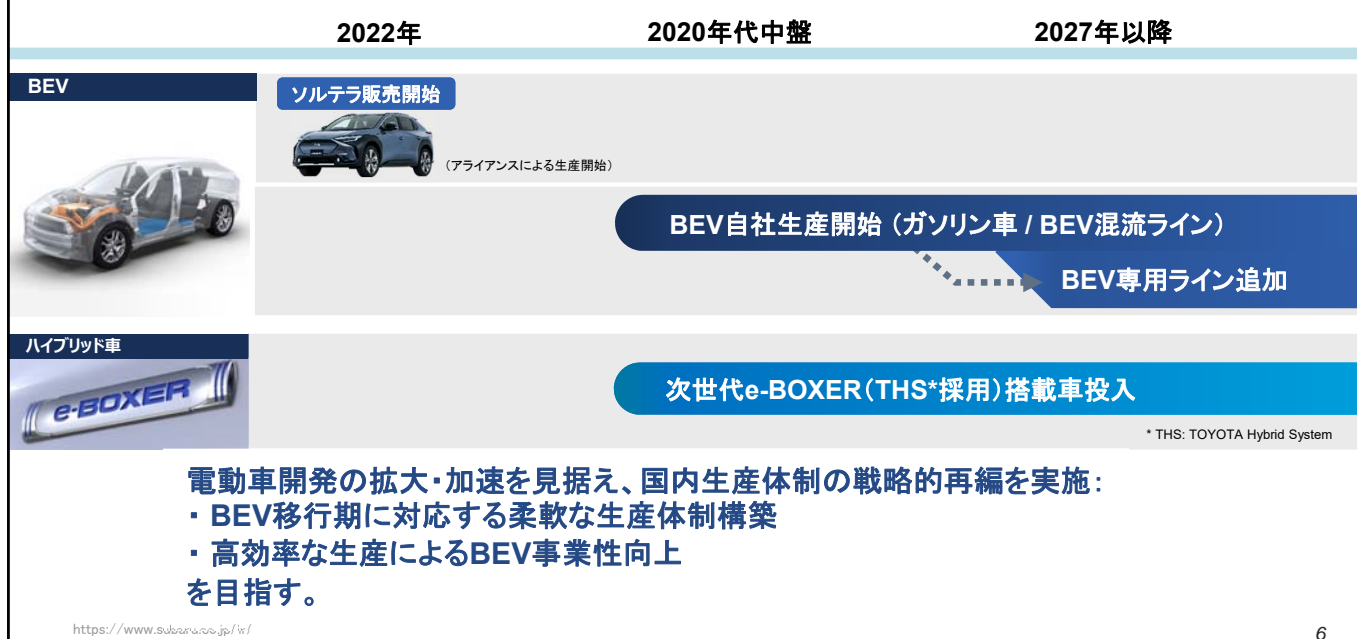 2022年
2020年代中盤
2027年以降
BEV
ソルテラ販売開始
（アライアンスによる生産開始）
BEV自社生産開始（ガソリン車 / BEV混流ライン）
BEV専用ライン追加
ハイブリッド車
e-BOXER
次世代e-BOXER（THS*採用）搭載車投入
* THS: TOYOTA Hybrid System
電動車開発の拡大・加速を見据え、国内生産体制の戦略的再編を実施：
・ BEV移行期に対応する柔軟な生産体制構築
・ 高効率な生産によるBEV事業性向上
を目指す。
https://www.subaru.co.jp/ir/
6